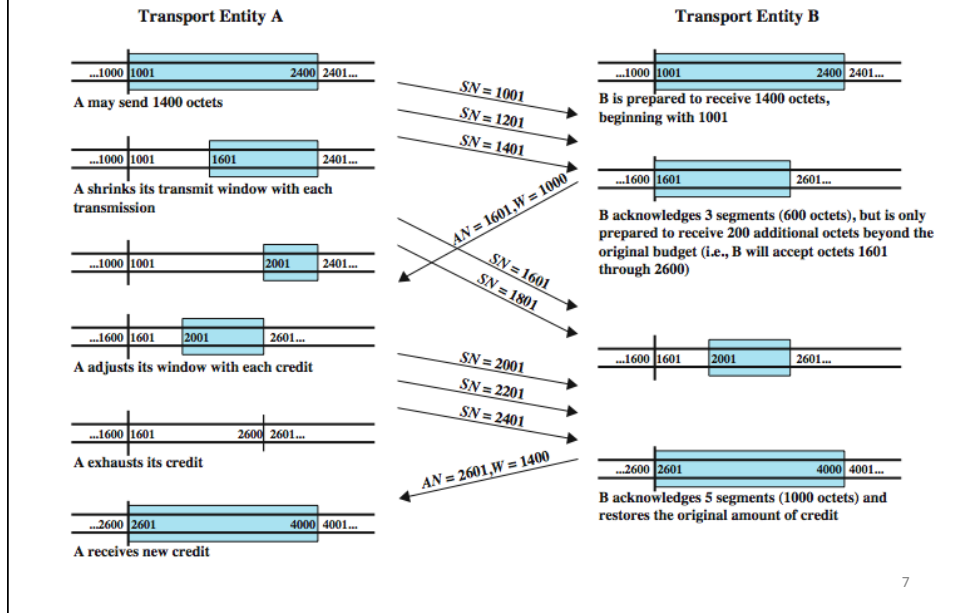 Transport Entity A
Transport Entity B
...1000 1001 2400 2401...
A may send 1400 octets
SN = 1001
SN = 1201
SN = 1401
...1000 1001 2400 2401...
B is prepared to receive 1400 octets,
beginning with 1001
...1000 1001 1601 2401...
A shrinks its transmit window with each
transmission
AN = 1601,W = 1000
...1600 1601 2601...
B acknowledges 3 segments (600 octets), but is only
prepared to receive 200 additional octets beyond the
original budget (i.e., B will accept octets 1601
through 2600)
...1000 1001 2001 2401...
SN = 1601
SN = 1801
...1600 1601 2001 2601...
A adjusts its window with each credit
...1600 1601 2001 2601...
SN = 2001
SN = 2201
SN = 2401
...1600 1601 2600 2601...
A exhausts its credit
AN = 2601,W = 1400
...2600 2601 4000 4001...
B acknowledges 5 segments (1000 octets) and
restores the original amount of credit
...2600 2601 4000 4001...
A receives new credit
7